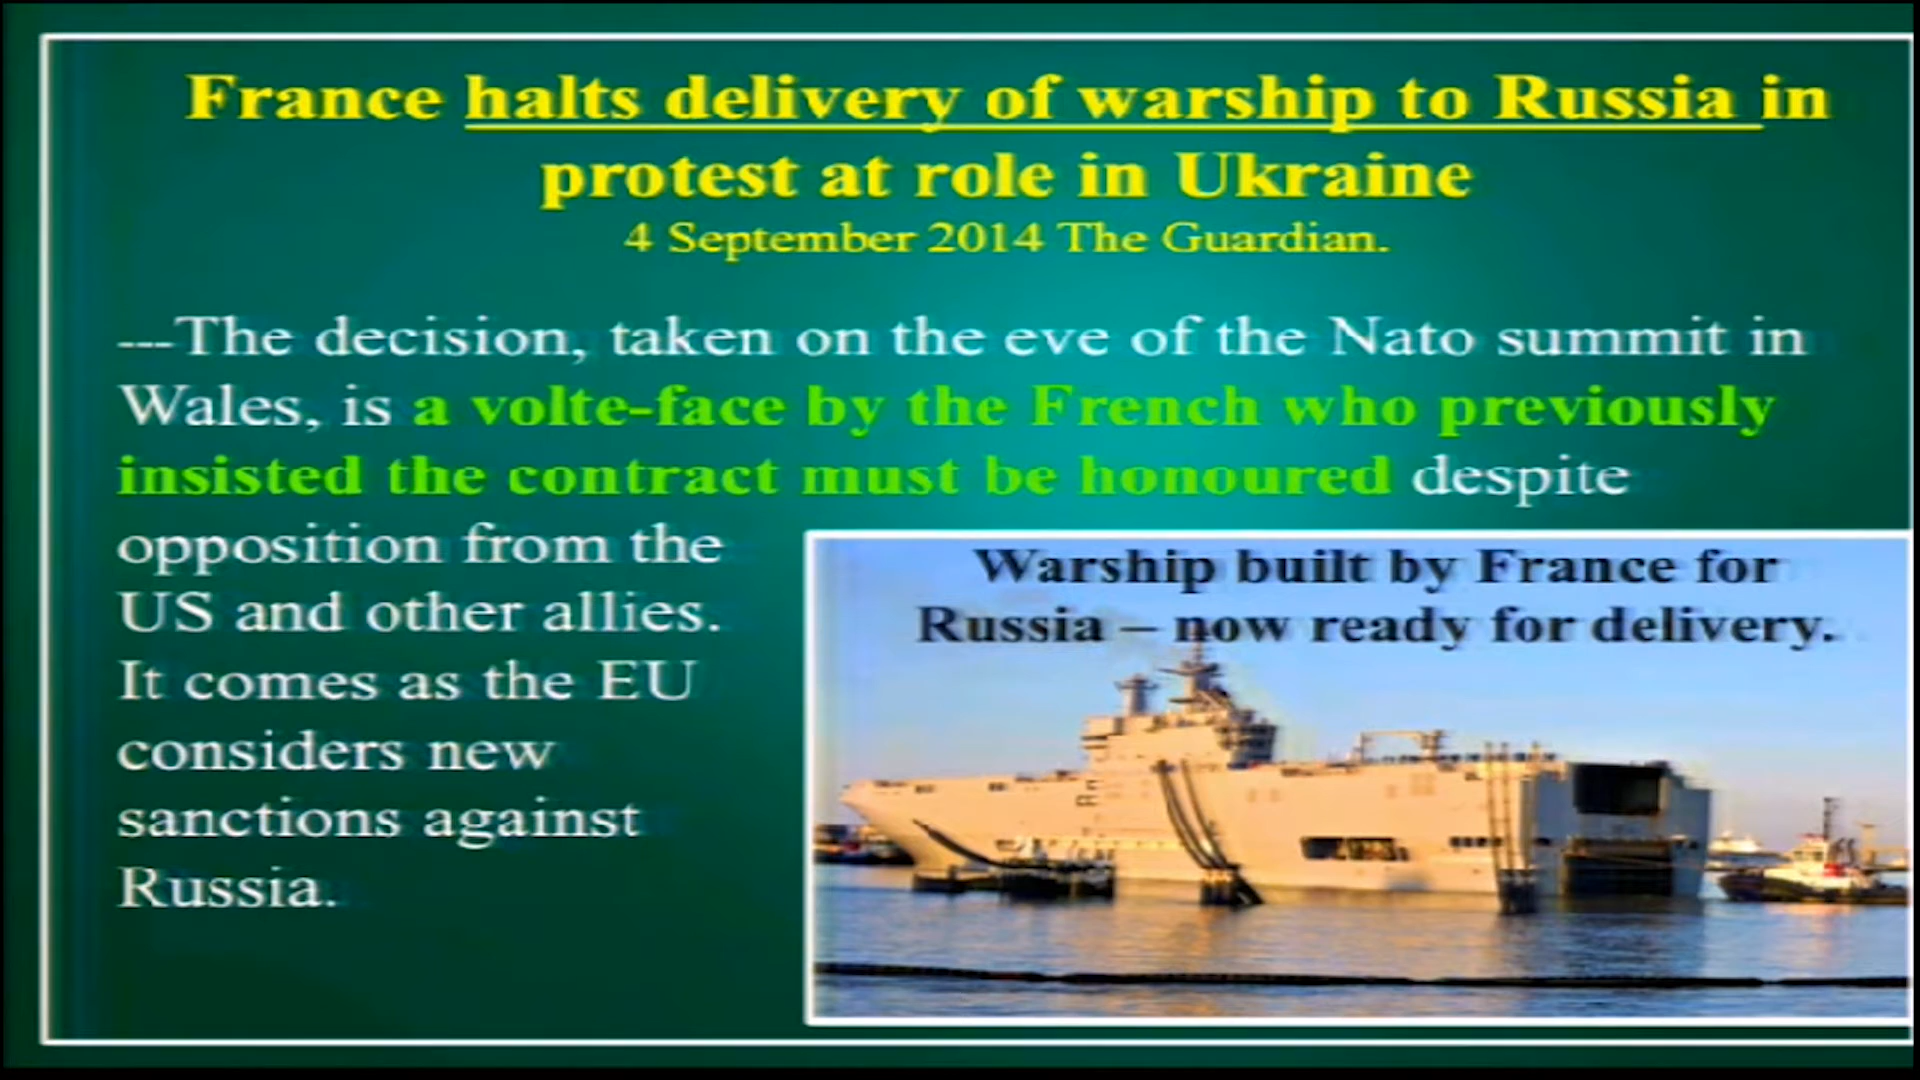 France halts delivery of warship to Russia in
protest at role in Ukraine
4 September 2014 The Guardian.
---The decision, taken on the eve of the Nato summit in
Wales, is a volte-face by the French who previously
insisted the contract must be honoured despite
opposition from the
US and other allies.
It comes as the EU
considers new
sanctions against
Russia.
Warship built by France for
Russia – now ready for delivery.